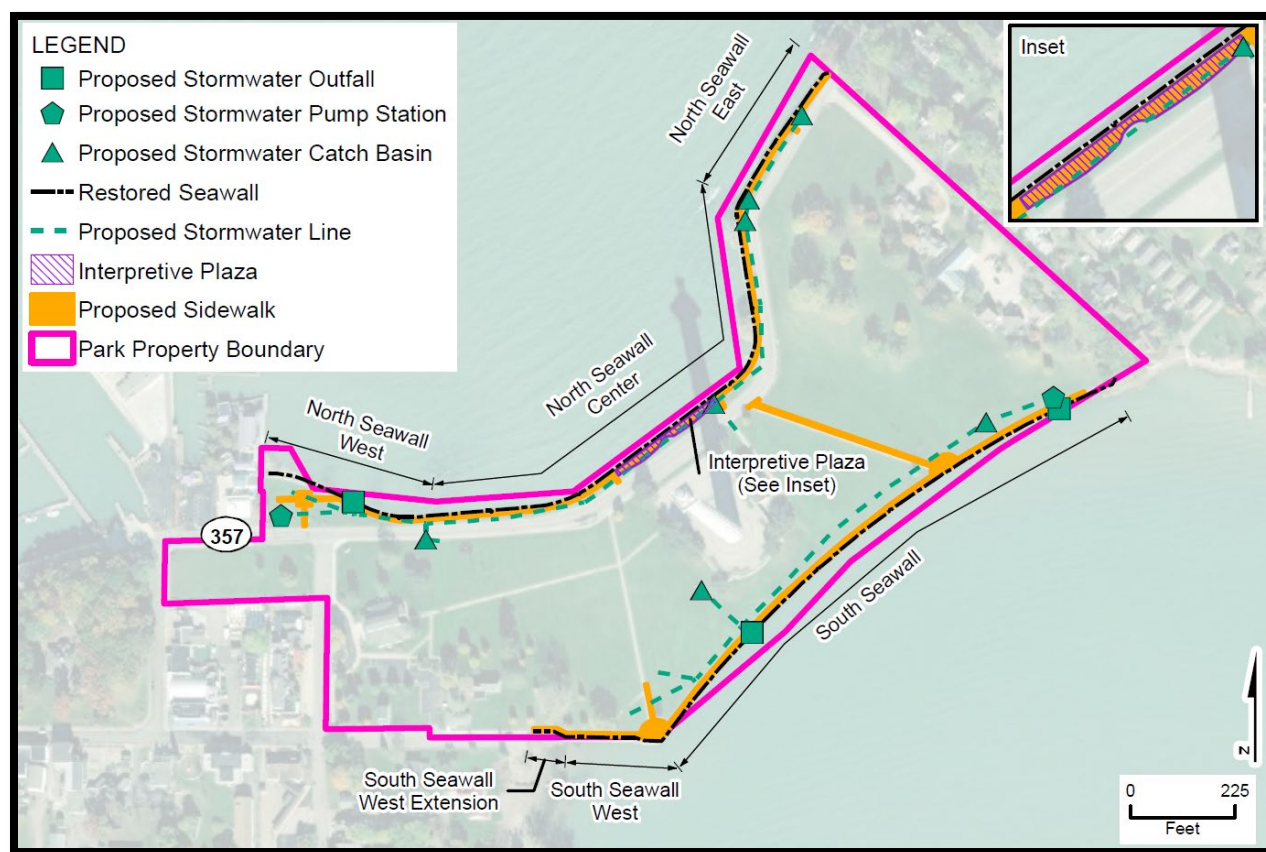 LEGEND
Proposed Stormwater Outfall
Proposed Stormwater Pump Station
Proposed Stormwater Catch Basin
Restored Seawall
Proposed Stormwater Line
Interpretive Plaza
Proposed Sidewalk
Park Property Boundary
Inset
North Seawall
East
North Seawall
Center
North Seawall
West
Interpretive Plaza
(See Inset)
357
South Seawall
South Seawall
West Extension
South Seawall
West
N
0 225
Feet